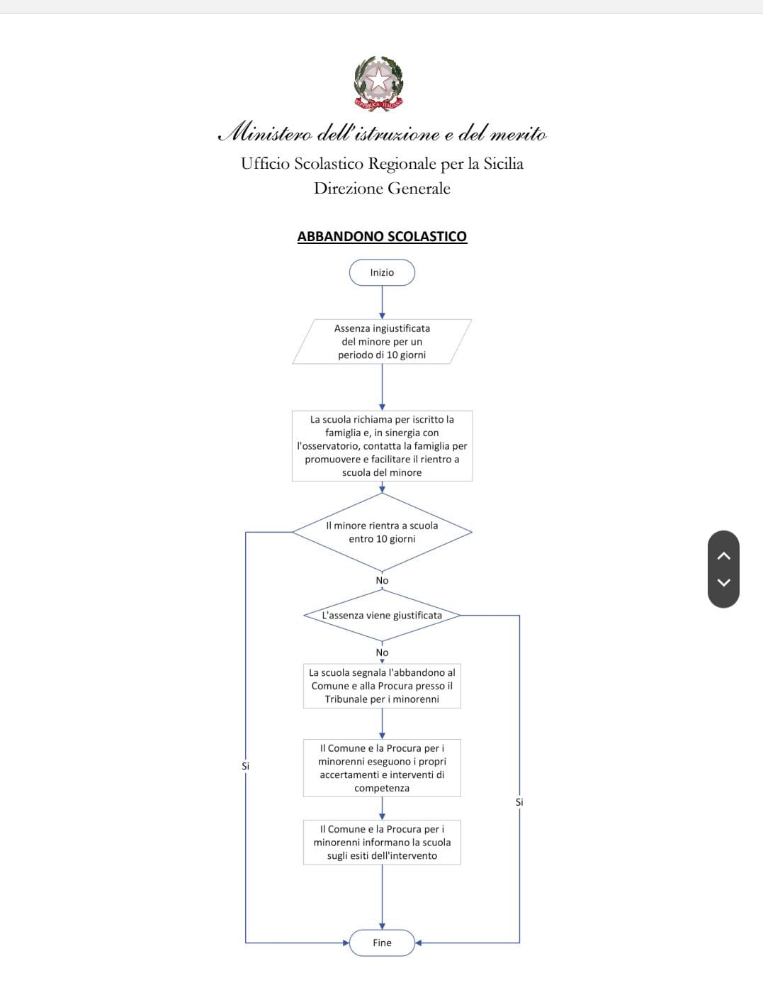 REPVBBLICA ITALIANA
Ministero dell'istruzione e del merito
Ufficio Scolastico Regionale per la Sicilia
Direzione Generale
ABBANDONO SCOLASTICO
Inizio
Assenza ingiustificata
del minore per un
periodo di 10 giorni
La scuola richiama per iscritto la
famiglia e, in sinergia con
l'osservatorio, contatta la famiglia per
promuovere e facilitare il rientro a
scuola del minore
Il minore rientra a scuola
entro 10 giorni
No
L'assenza viene giustificata
No
La scuola segnala l'abbandono al
Comune e alla Procura presso il
Tribunale per i minorenni
Il Comune e la Procura per i
minorenni eseguono i propri
accertamenti e interventi di
competenza
Si
Si
Il Comune e la Procura per i
minorenni informano la scuola
sugli esiti dell'intervento
Fine